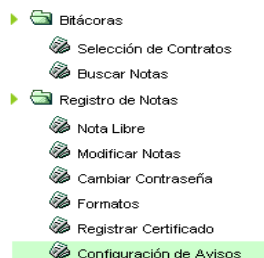 Bitácoras
Selección de Contratos
Buscar Notas
Registro de Notas
Nota Libre
Modificar Notas
Cambiar Contraseña
Formatos
Registrar Certificado
Configuración de Avisos